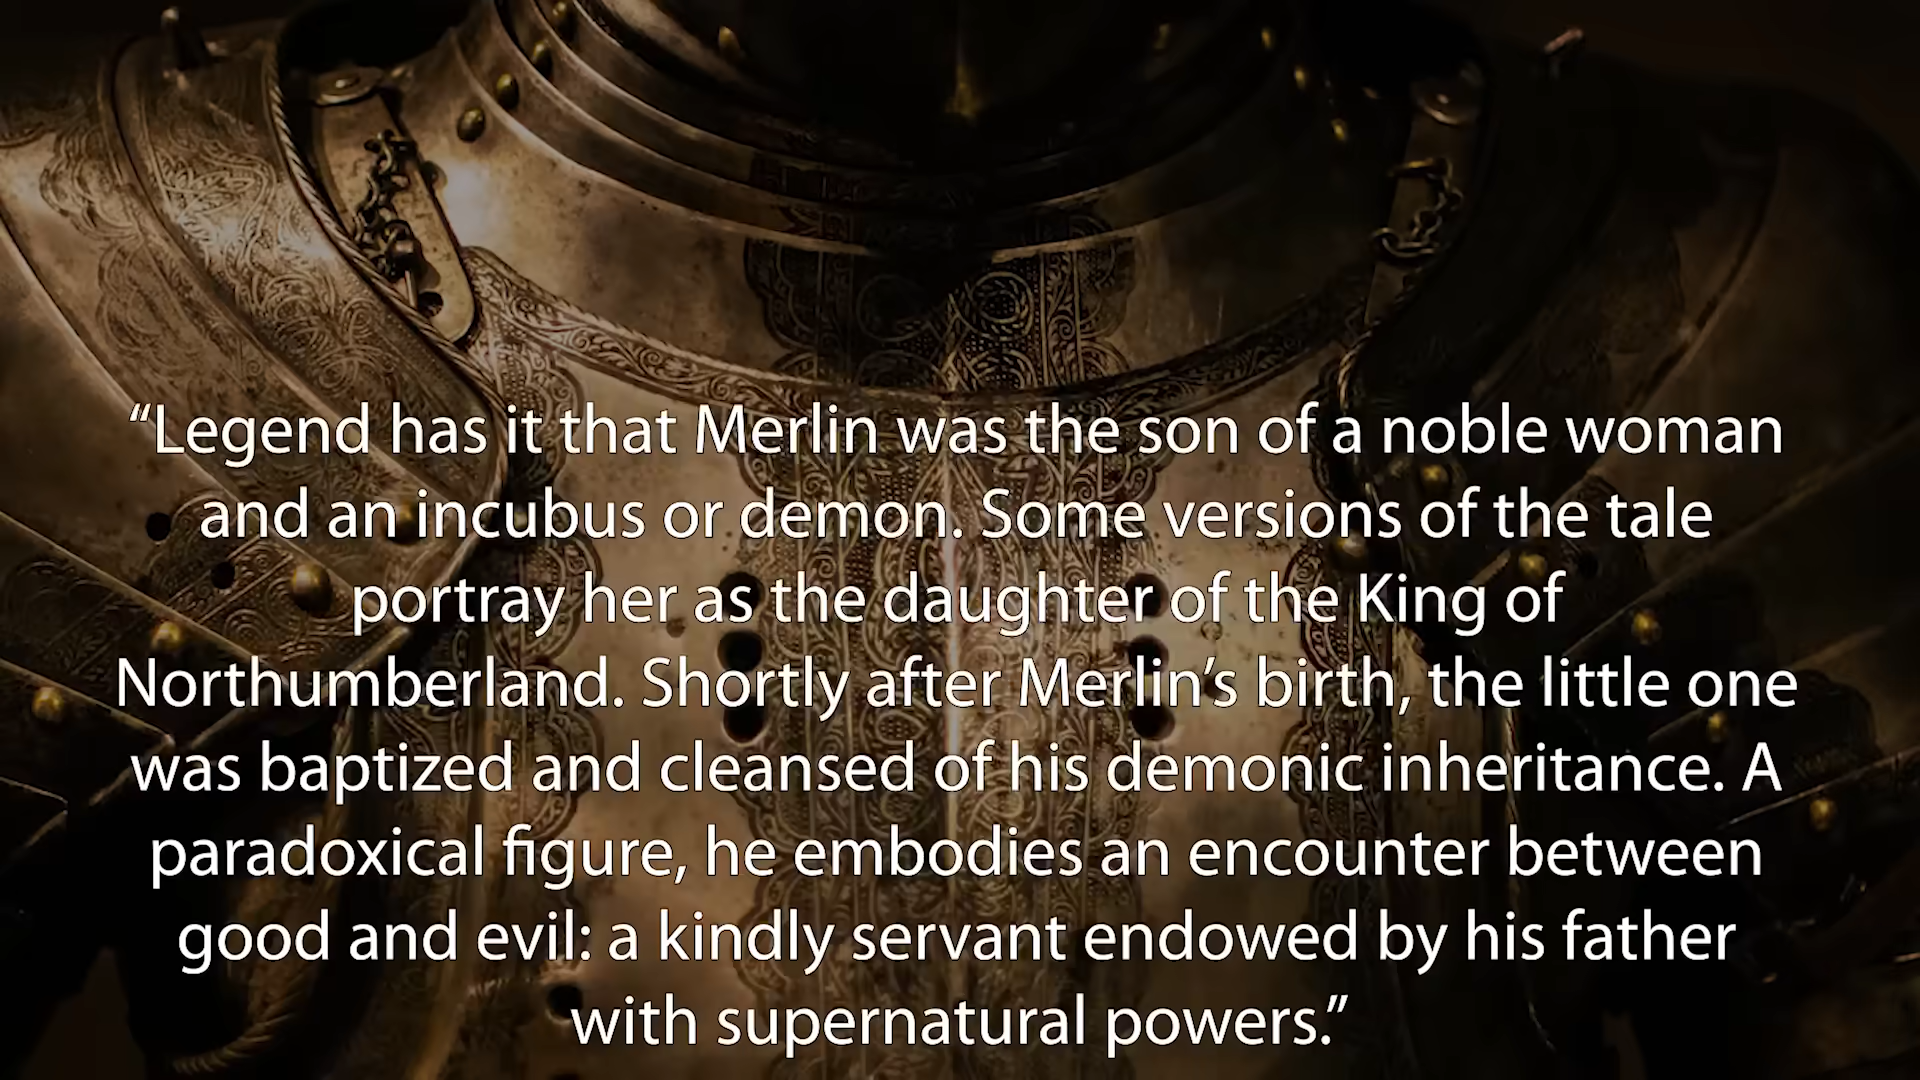 “Legend has it that Merlin was the son of a noble woman
and an incubus or demon. Some versions of the tale
portray her as the daughter of the King of
Northumberland. Shortly after Merlin’s birth, the little one
was baptized and cleansed of his demonic inheritance. A
paradoxical figure, he embodies an encounter between
good and evil: a kindly servant endowed by his father
with supernatural powers.”